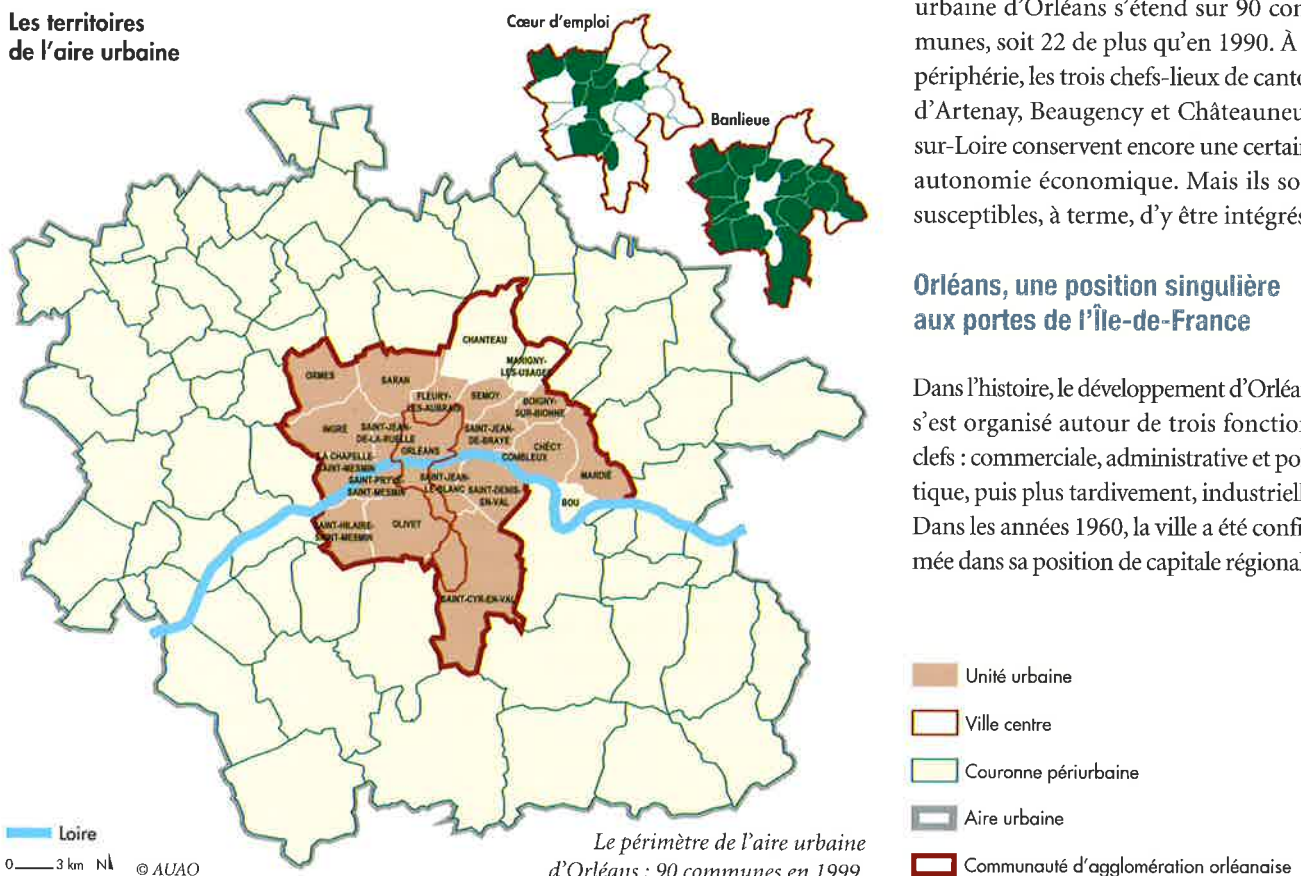 Les territoires
de l'aire urbaine
Cœur d'emploi
Banlieue
CHANTEAU
MARIGNY-
LES-USAGES
ORMES
SARAN
FLEURY-
LES-AUBRAIS
SEMOY
BOIGNY-
SUR-BIONNE
INGRÉ
SAINT-JEAN-
DE-LA-RUELLE
ORLÉANS
SAINT-JEAN-
DE-BRAYE
CHÉCY
COMBLEUX
LA CHAPELLE-
SAINT-MESMIN
MARDIÉ
SAINT-PRYVÉ-
SAINT-MESMIN
SAINT-JEAN-
LE-BLANC
SAINT-DENIS-
EN-VAL
BOU
SAINT-HILAIRE-
SAINT-MESMIN
OLIVET
SAINT-CYR-EN-VAL
Loire
0 3 km N
© AUAO
Le périmètre de l'aire urbaine
d'Orléans : 90 communes en 1999
urbaine d'Orléans s'étend sur 90 com
munes, soit 22 de plus qu'en 1990. À
périphérie, les trois chefs-lieux de canto
d'Artenay, Beaugency et Châteauneu
sur-Loire conservent encore une certai
autonomie économique. Mais ils so
susceptibles, à terme, d'y être intégrés
Orléans, une position singulière
aux portes de l'Île-de-France
Dans l'histoire, le développement d'Orléa
s'est organisé autour de trois fonction
clefs : commerciale, administrative et po
tique, puis plus tardivement, industriell
Dans les années 1960, la ville a été confi
mée dans sa position de capitale régional
Unité urbaine
Ville centre
Couronne périurbaine
Aire urbaine
Communauté d'agglomération orléanaise